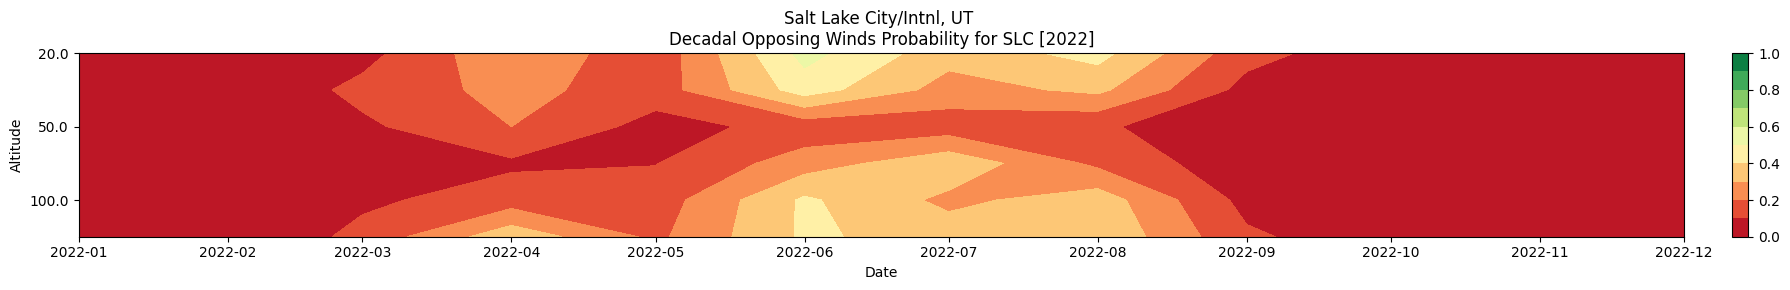 Salt Lake City/Intnl, UT
Decadal Opposing Winds Probability for SLC [2022]
20.0
50.0
100.0
Altitude
2022-01 2022-02 2022-03 2022-04 2022-05 2022-06 2022-07 2022-08 2022-09 2022-10 2022-11 2022-12
Date
1.0
0.8
0.6
0.4
0.2
0.0